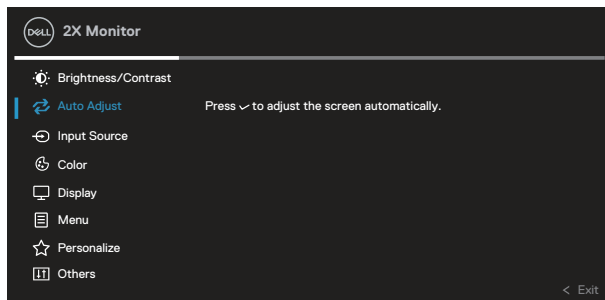 DELL 2X Monitor
Brightness/Contrast
Auto Adjust Press ✓ to adjust the screen automatically.
Input Source
Color
Display
Menu
Personalize
Others
< Exit